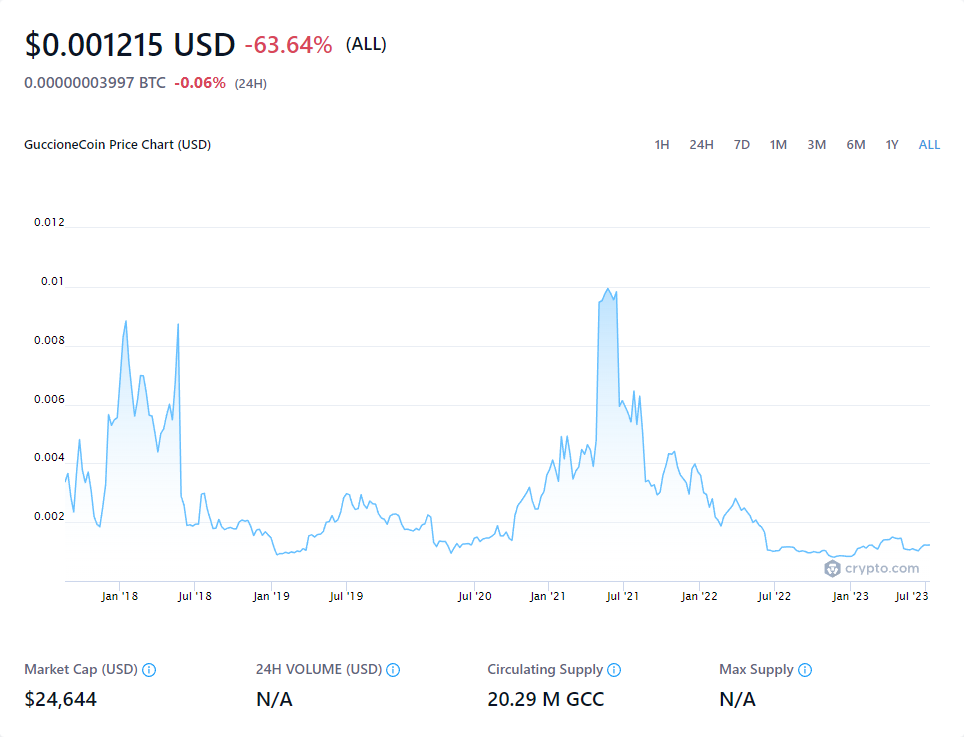 $0.001215 USD -63.64% (ALL)
0.00000003997 BTC -0.06% (24H)
GuccioneCoin Price Chart (USD)
1H 24H 7D 1M 3M 6M 1Y ALL
0.012
0.01
0.008
0.006
0.004
0.002
crypto.com
Jan '18 Jul '18 Jan '19 Jul '19 Jul '20 Jan '21 Jul '21 Jan '22 Jul '22 Jan '23 Jul '23
Market Cap (USD) 24H VOLUME (USD) Circulating Supply Max Supply
$24,644 N/A 20.29 M GCC N/A